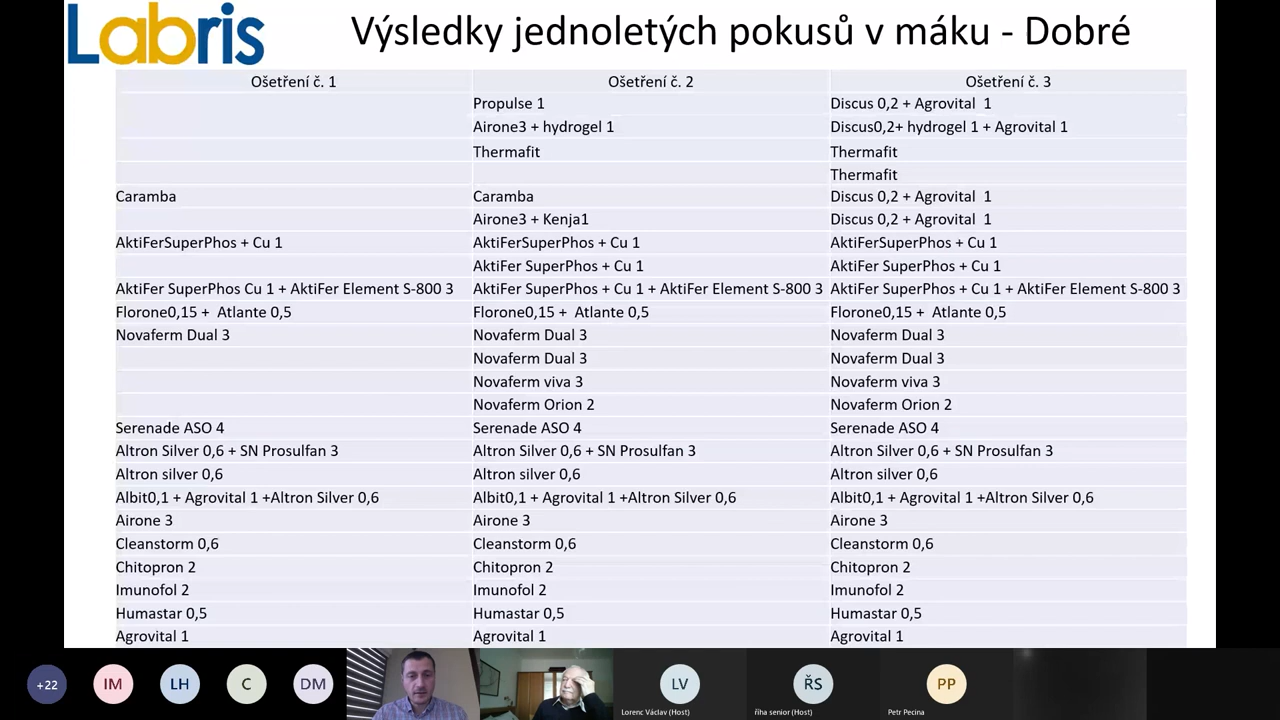 Labris
Výsledky jednoletých pokusů v máku - Dobré
Ošetření č. 1 Ošetření č. 2 Ošetření č. 3
Propulse 1 Discus 0,2 + Agrovital 1
Airone3 + hydrogel 1 Discus0,2+ hydrogel 1 + Agrovital 1
Thermafit Thermafit
Thermafit
Caramba Caramba Discus 0,2 + Agrovital 1
Airone3 + Kenja1 Discus 0,2 + Agrovital 1
AktiFerSuperPhos + Cu 1 AktiFerSuperPhos + Cu 1 AktiFerSuperPhos + Cu 1
AktiFer SuperPhos + Cu 1 AktiFer SuperPhos + Cu 1
AktiFer SuperPhos Cu 1 + AktiFer Element S-800 3 AktiFer SuperPhos + Cu 1 + AktiFer Element S-800 3 AktiFer SuperPhos + Cu 1 + AktiFer Element S-800 3
Florone0,15 + Atlante 0,5 Florone0,15 + Atlante 0,5 Florone0,15 + Atlante 0,5
Novaferm Dual 3 Novaferm Dual 3 Novaferm Dual 3
Novaferm Dual 3 Novaferm Dual 3
Novaferm viva 3 Novaferm viva 3
Novaferm Orion 2 Novaferm Orion 2
Serenade ASO 4 Serenade ASO 4 Serenade ASO 4
Altron Silver 0,6 + SN Prosulfan 3 Altron Silver 0,6 + SN Prosulfan 3 Altron Silver 0,6 + SN Prosulfan 3
Altron silver 0,6 Altron silver 0,6 Altron silver 0,6
Albit0,1 + Agrovital 1 +Altron Silver 0,6 Albit0,1 + Agrovital 1 +Altron Silver 0,6 Albit0,1 + Agrovital 1 +Altron Silver 0,6
Airone 3 Airone 3 Airone 3
Cleanstorm 0,6 Cleanstorm 0,6 Cleanstorm 0,6
Chitopron 2 Chitopron 2 Chitopron 2
Imunofol 2 Imunofol 2 Imunofol 2
Humastar 0,5 Humastar 0,5 Humastar 0,5
Agrovital 1 Agrovital 1 Agrovital 1
+22 IM LH C DM LV ŘS PP
Lorenc Václav (Host) říha senior (Host) Petr Pecina